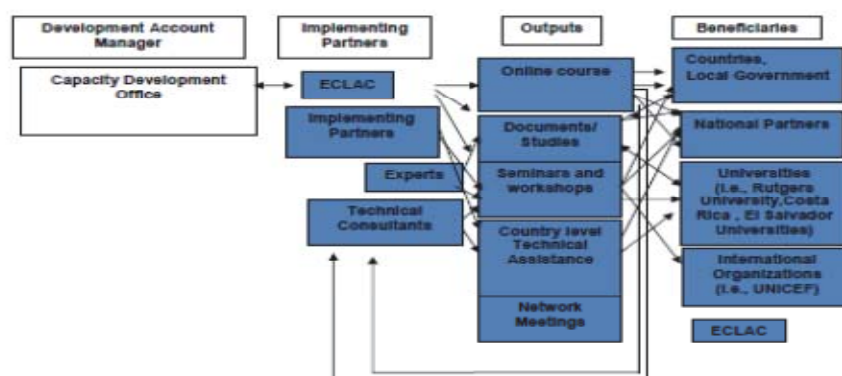 Development Account
Manager
Implementing
Partners
Outputs
Beneficiaries
Capacity Development
Office
ECLAC
Implementing
Partners
Experts
Technical
Consultants
Online course
Documents/
Studies
Seminars and
workshops
Country level
Technical
Assistance
Network
Meetings
Countries,
Local Government
National Partners
Universities
(i.e., Rutgers
University,Costa
Rica , El Salvador
Universities)
International
Organizations
(i.e., UNICEF)
ECLAC